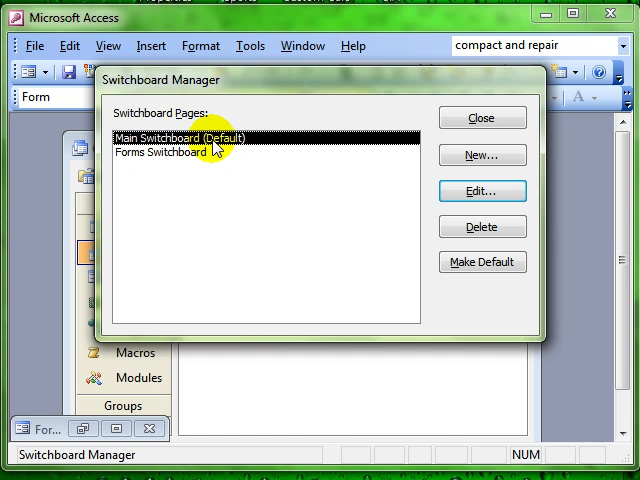 Microsoft Access
File Edit View Insert Format Tools Window Help compact and repair
Form A
Switchboard Manager
Switchboard Pages:
Main Switchboard (Default)
Forms Switchboard
Close
New...
Edit...
Delete
Make Default
Macros
Modules
Groups
For...
Switchboard Manager NUM